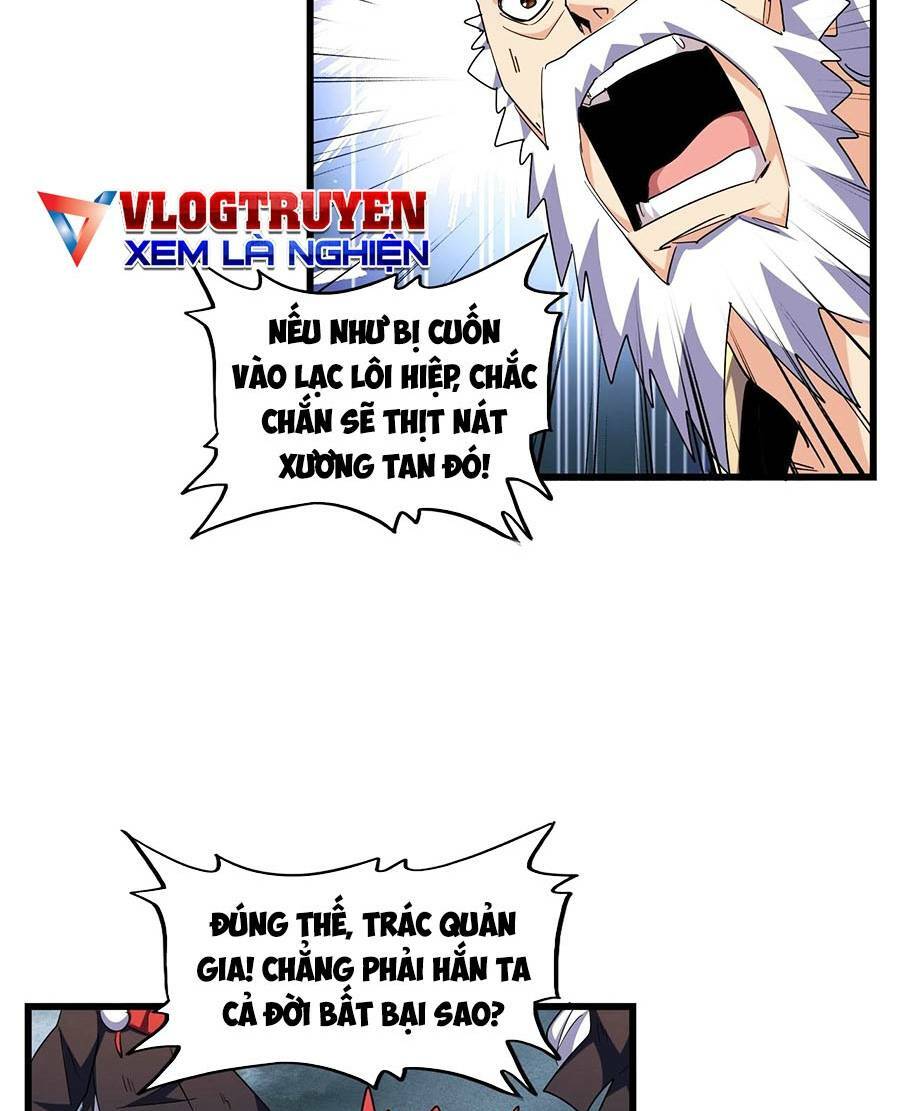 VLOGTRUYEN
XEM LÀ NGHIỆN
NẾU NHƯ BỊ CUỐN
VÀO LẠC LÔI HIỆP, CHẮC
CHẮN SẼ THỊT NÁT
XƯƠNG TAN ĐÓ!
ĐÚNG THẾ, TRÁC QUẢN
GIA! CHẲNG PHẢI HẮN TA
CẢ ĐỜI BẤT BẠI SAO?